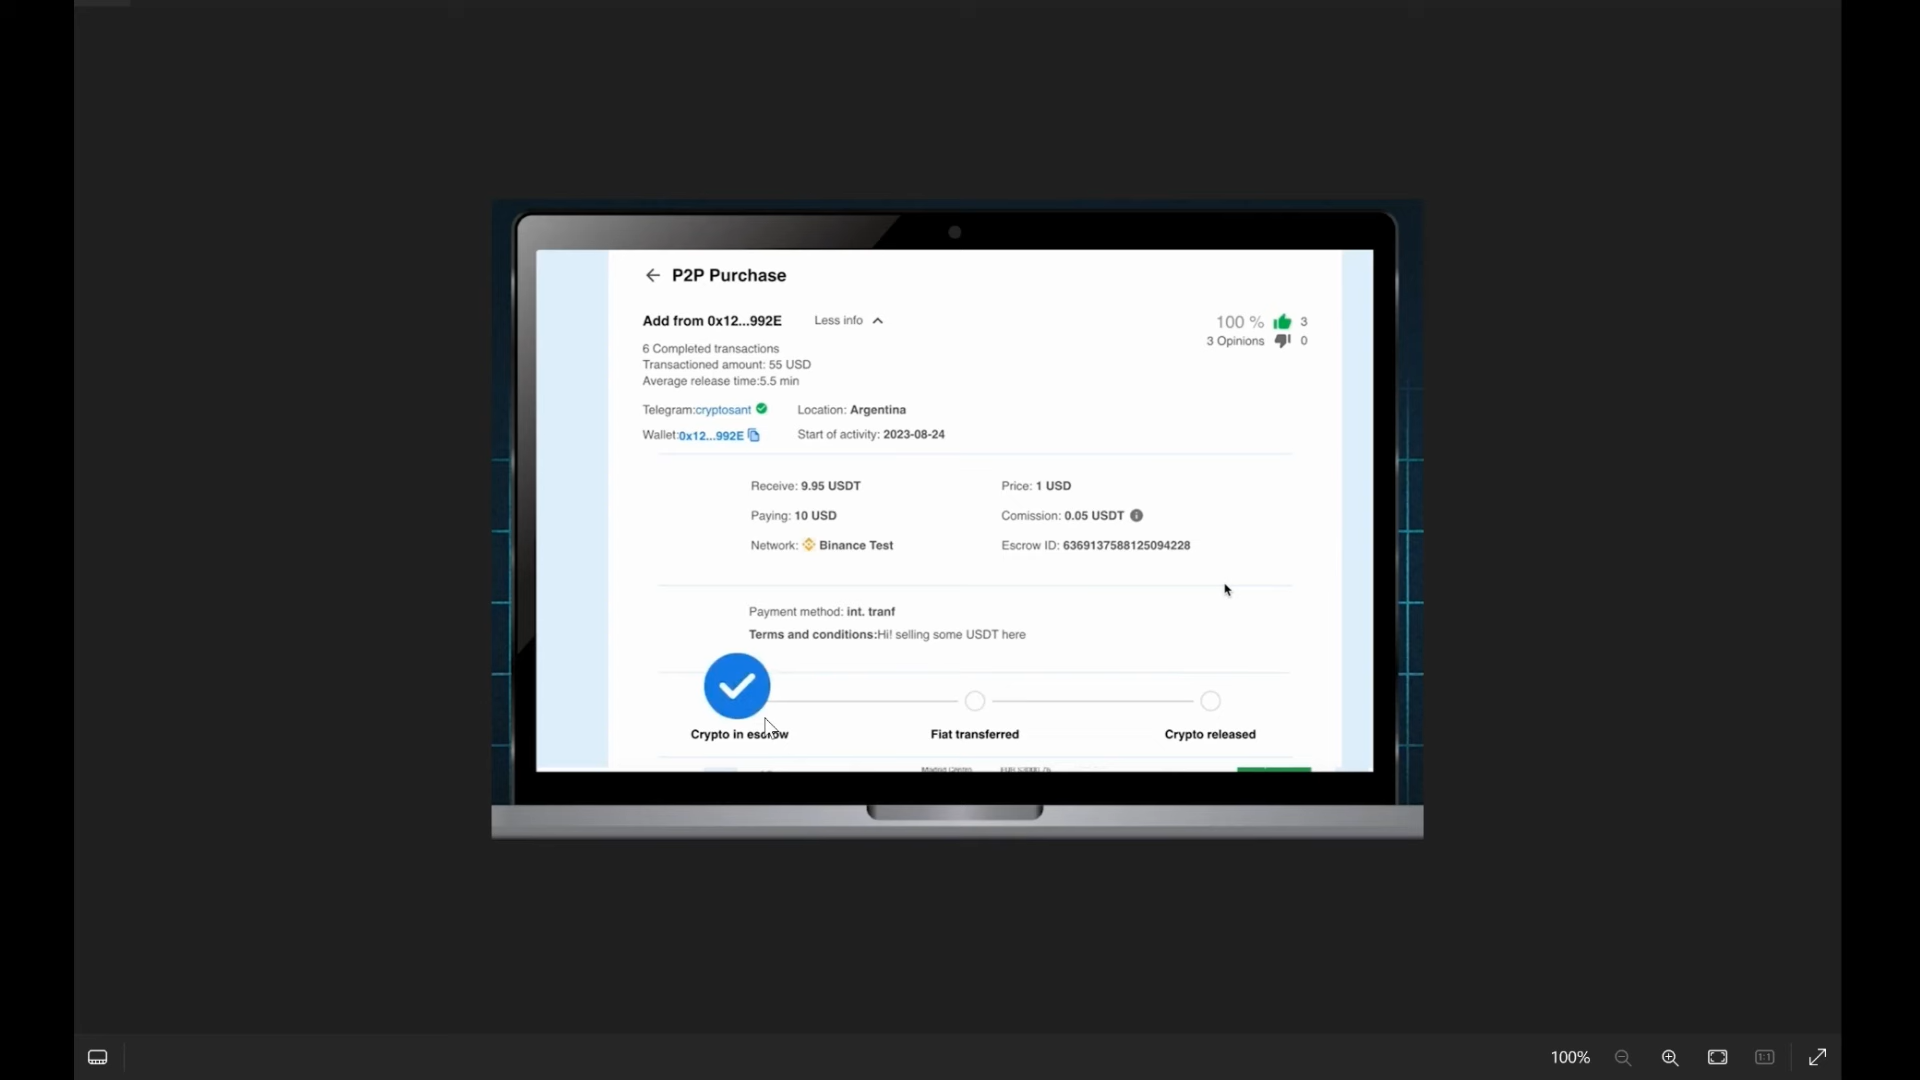 P2P Purchase
Add from 0x12...992E Less info 100 % 3
3 Opinions 0
6 Completed transactions
Transactioned amount: 55 USD
Average release time:5.5 min
Telegram:cryptosant Location: Argentina
Wallet:0x12...992E Start of activity: 2023-08-24
Receive: 9.95 USDT Price: 1 USD
Paying: 10 USD Comission: 0.05 USDT
Network: Binance Test Escrow ID: 6369137588125094228
Payment method: int. tranf
Terms and conditions:Hi! selling some USDT here
Crypto in escrow Fiat transferred Crypto released
100% 1:1